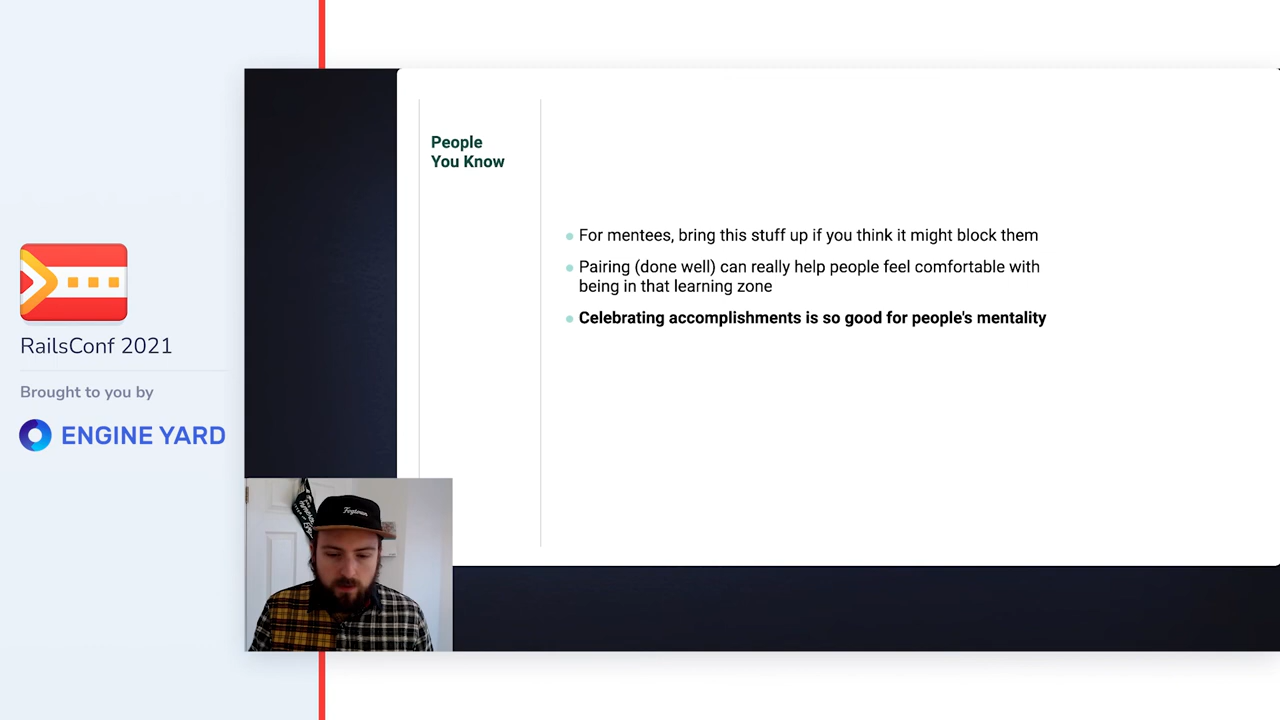 RailsConf 2021
Brought to you by
ENGINE YARD
People
You Know
For mentees, bring this stuff up if you think it might block them
Pairing (done well) can really help people feel comfortable with
being in that learning zone
Celebrating accomplishments is so good for people's mentality